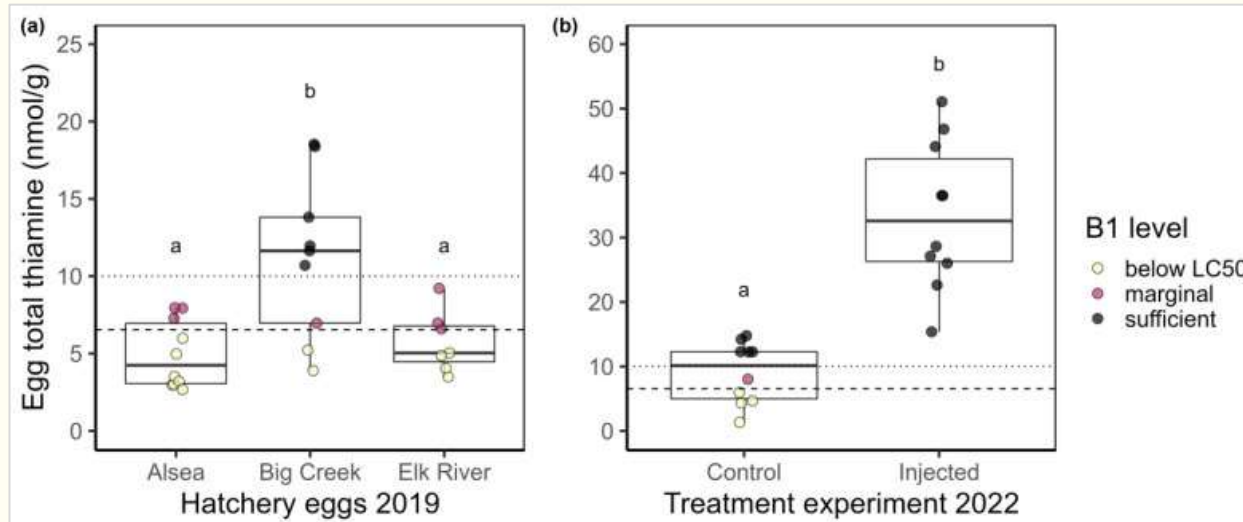 (a)
(b)
Egg total thiamine (nmol/g)
25
20
15
10
5
0
a
b
a
Alsea
Big Creek
Elk River
Hatchery eggs 2019
60
50
40
30
20
10
0
a
b
Control
Injected
Treatment experiment 2022
B1 level
below LC50
marginal
sufficient